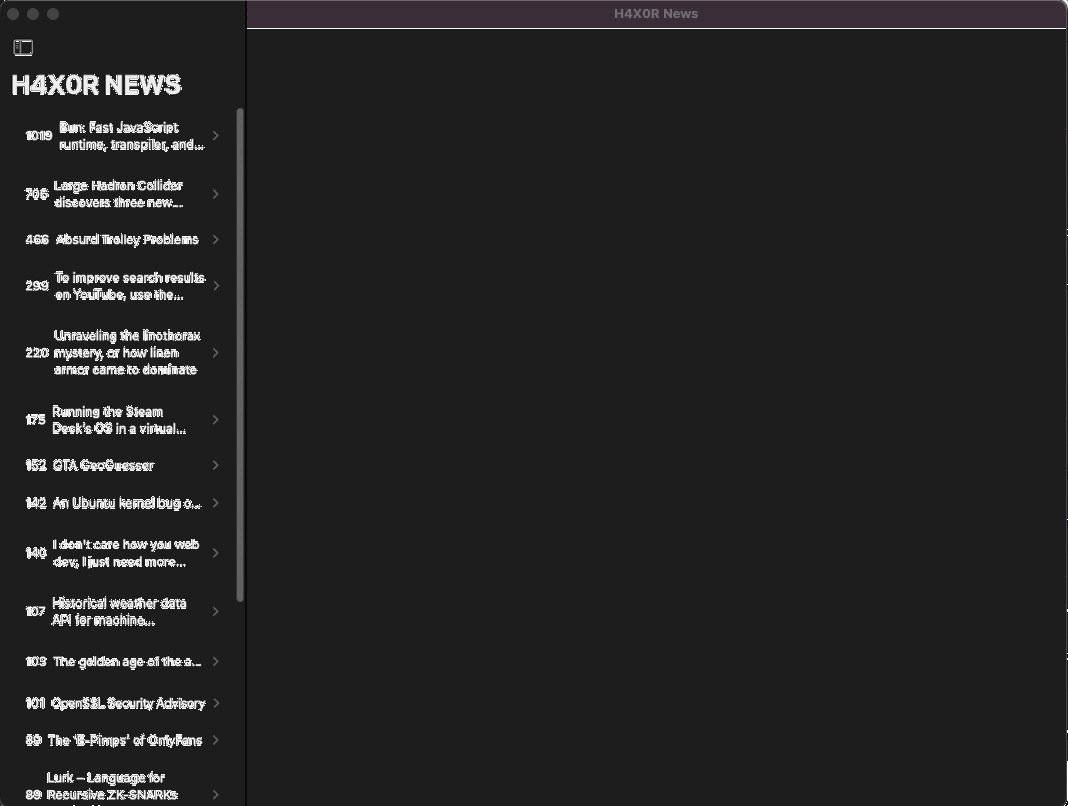 H4X0R News
H4X0R NEWS
1019 Bun: Fast JavaScript
runtime, transpiler, and...
706 Large Hadron Collider
discovers three new...
466 Absurd Trolley Problems
299 To improve search results
on YouTube, use the...
220 Unraveling the linothorax
mystery, or how linen
armor came to dominate
175 Running the Steam
Deck's OS in a virtual...
152 GTA GeoGuesser
142 An Ubuntu kernel bug o...
140 I don't care how you web
dev; I just need more...
107 Historical weather data
API for machine...
103 The golden age of the a...
101 OpenSSL Security Advisory
89 The 'E-Pimps' of OnlyFans
89 Lurk – Language for
Recursive ZK-SNARKs